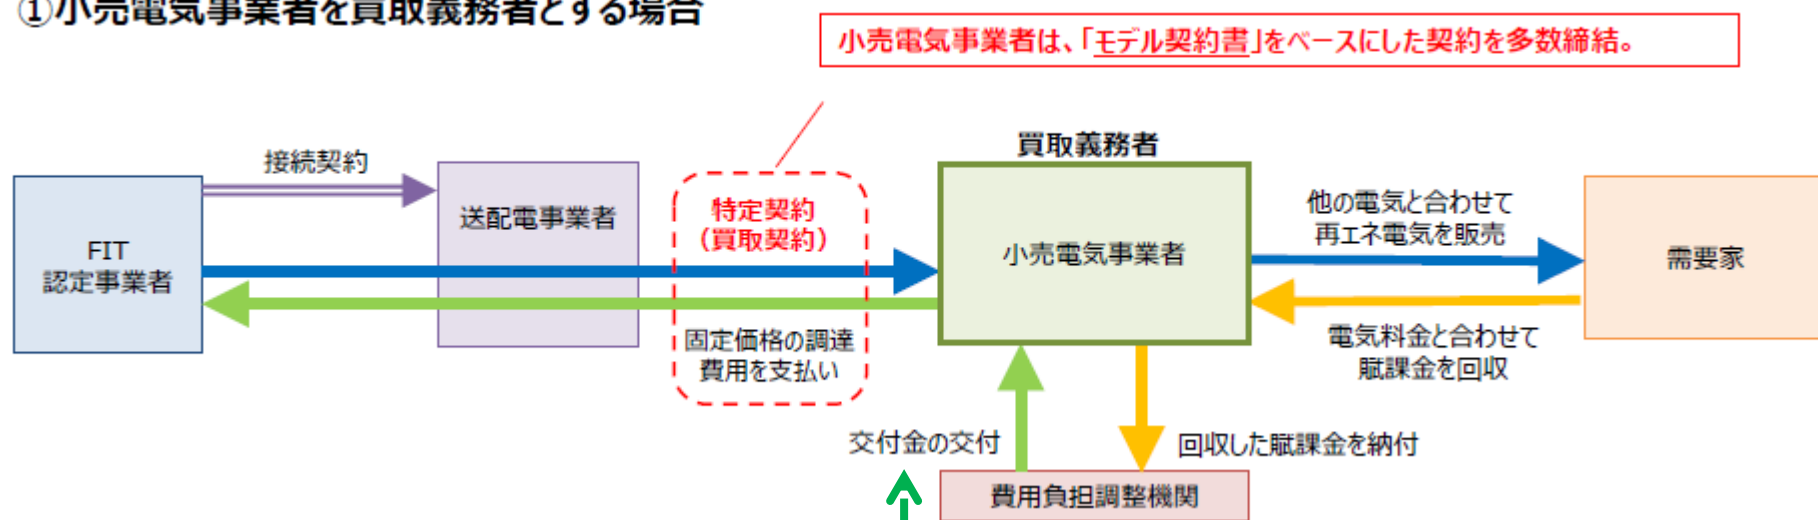 ①小売電気事業者を買取義務者とする場合
小売電気事業者は、「モデル契約書」をベースにした契約を多数締結。
買取義務者
接続契約
FIT
認定事業者
送配電事業者
特定契約
（買取契約）
固定価格の調達
費用を支払い
小売電気事業者
他の電気と合わせて
再エネ電気を販売
需要家
電気料金と合わせて
賦課金を回収
交付金の交付
回収した賦課金を納付
費用負担調整機関